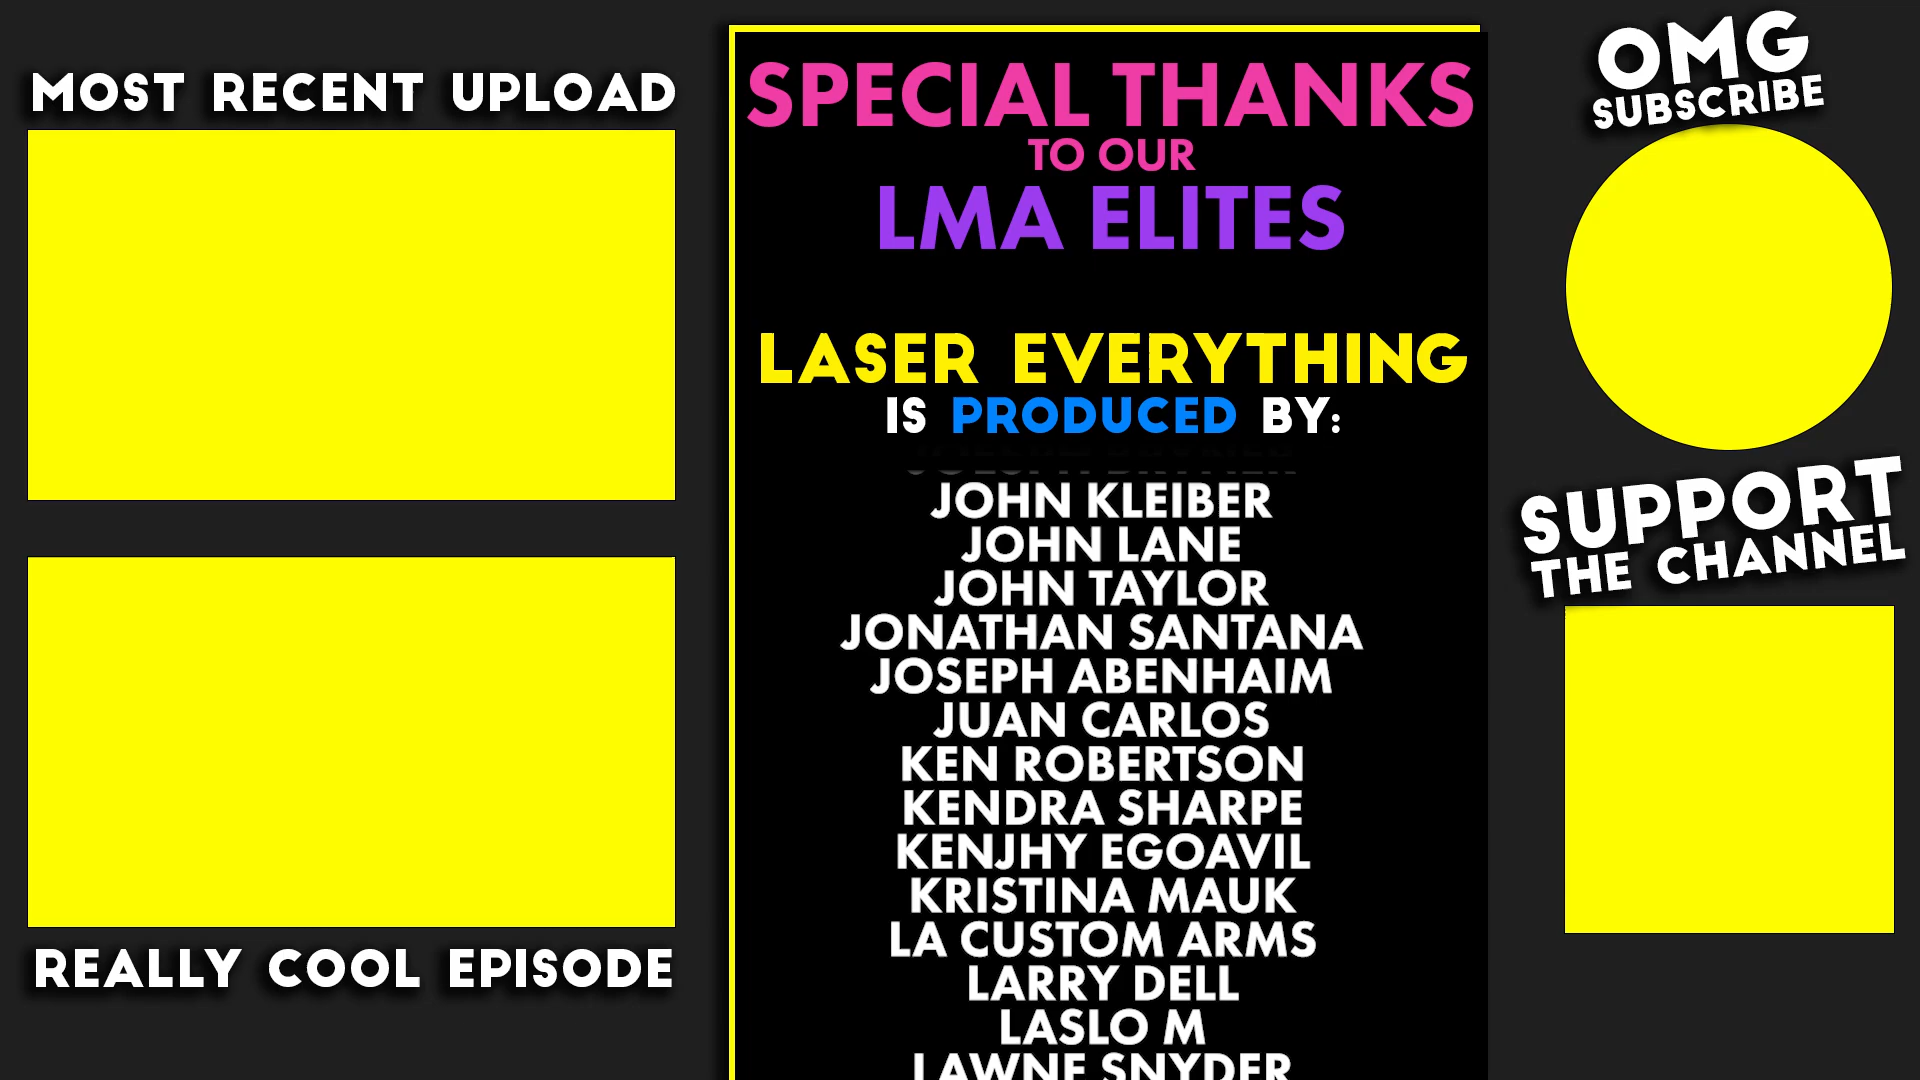 MOST RECENT UPLOAD
REALLY COOL EPISODE
SPECIAL THANKS
TO OUR
LMA ELITES
LASER EVERYTHING
IS PRODUCED BY:
JOHN KLEIBER
JOHN LANE
JOHN TAYLOR
JONATHAN SANTANA
JOSEPH ABENHAIM
JUAN CARLOS
KEN ROBERTSON
KENDRA SHARPE
KENJHY EGOAVIL
KRISTINA MAUK
LA CUSTOM ARMS
LARRY DELL
LASLO M
LAWNE SNYDER
OMG
SUBSCRIBE
SUPPORT
THE CHANNEL